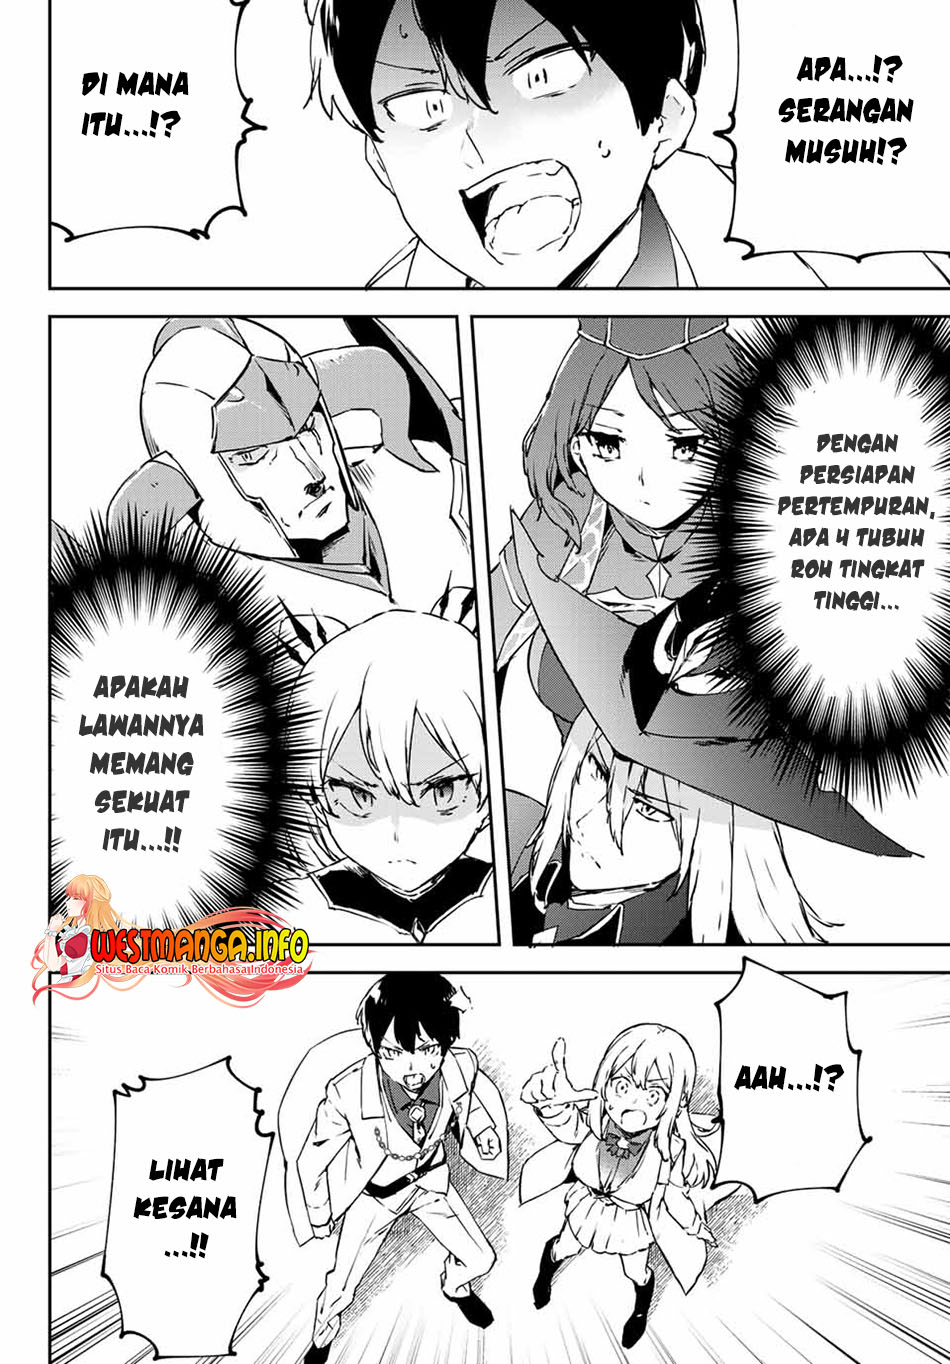 APA...!?
SERANGAN
MUSUH!?
DI MANA
ITU...!?
DENGAN
PERSIAPAN
PERTEMPURAN,
ADA 4 TUBUH
ROH TINGKAT
TINGGI...
APAKAH
LAWANNYA
MEMANG
SEKUAT
ITU...!!
WESTMANGA.INFO
Situs Baca Komik Berbahasa Indonesia
AAH...!?
LIHAT
KESANA
...!!